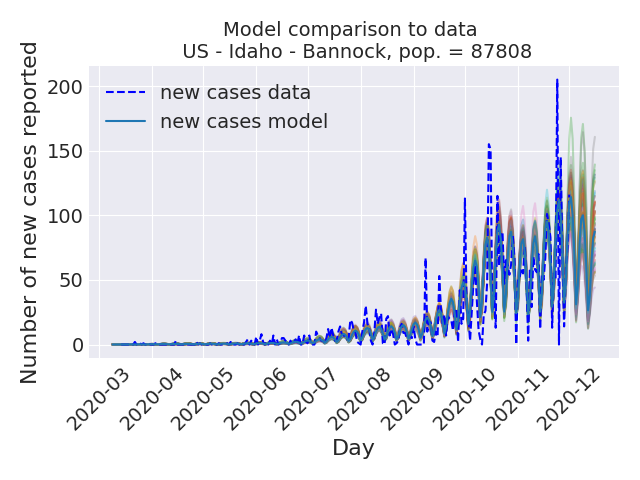 Model comparison to data
US - Idaho - Bannock, pop. = 87808
new cases data
new cases model
Number of new cases reported
200
150
100
50
0
2020-03
2020-04
2020-05
2020-06
2020-07
2020-08
2020-09
2020-10
2020-11
2020-12
Day